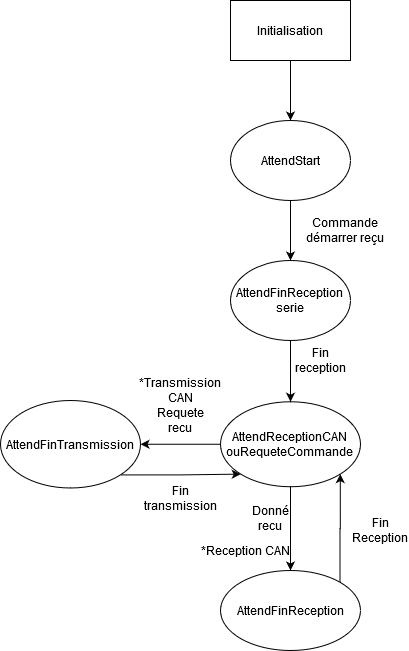 Initialisation
AttendStart
Commande
démarrer reçu
AttendFinReception
serie
Fin
reception
*Transmission
CAN
Requete
recu
AttendReceptionCAN
ouRequeteCommande
AttendFinTransmission
Fin
transmission
Donné
recu
*Reception CAN
Fin
Reception
AttendFinReception